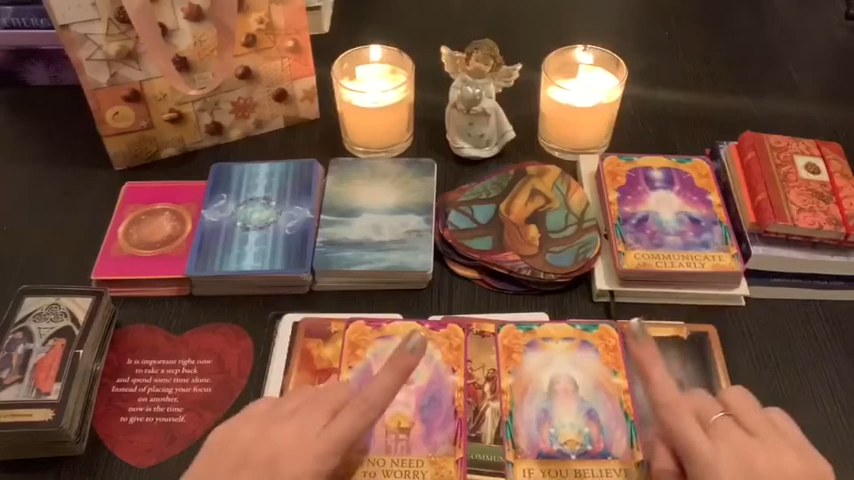 ENERG
COMMUNICATE
CLEARLY
It is important right now
to take a step back
and spend some time alone.
Instead of placing your focus
on another,
now is the time
to give to yourself
NO NEED
TO WORRY
COMMUN
IF YOU BELIEVE